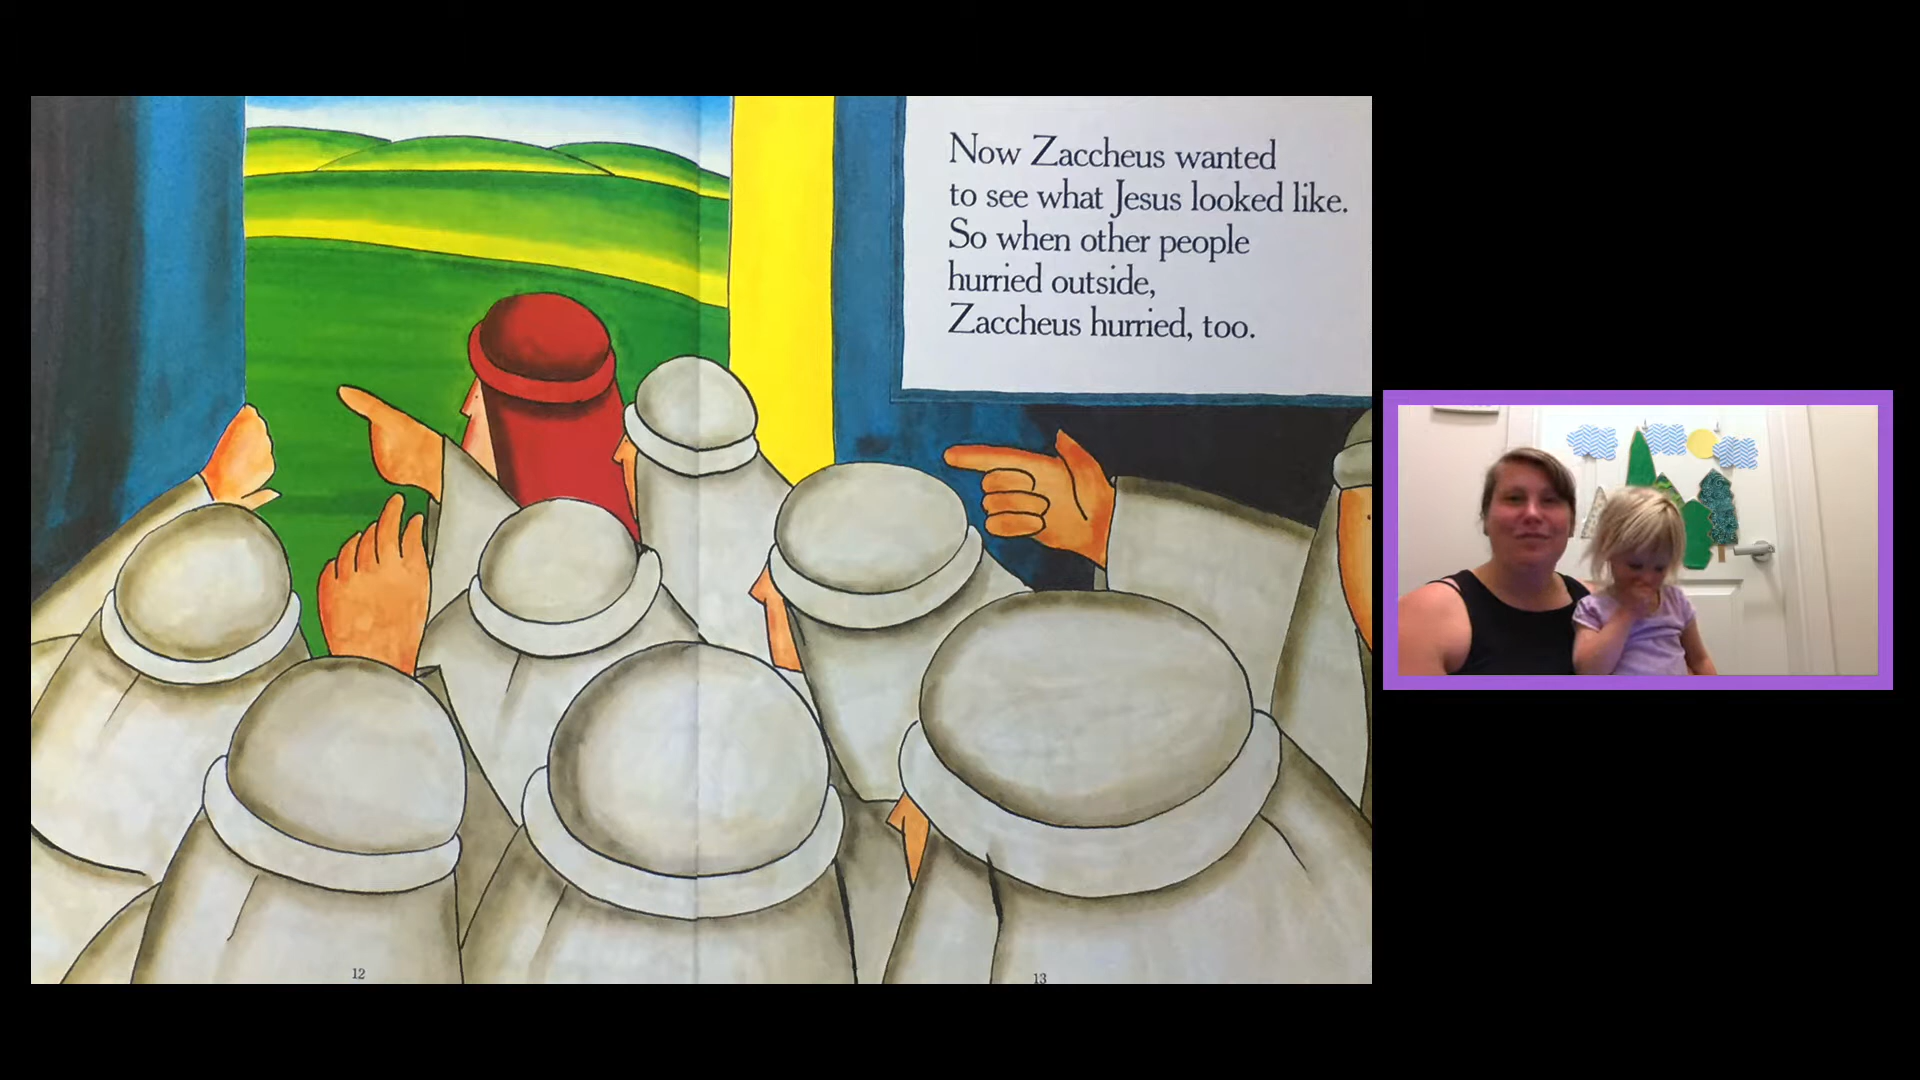 Now Zaccheus wanted
to see what Jesus looked like.
So when other people
hurried outside,
Zaccheus hurried, too.
12
13